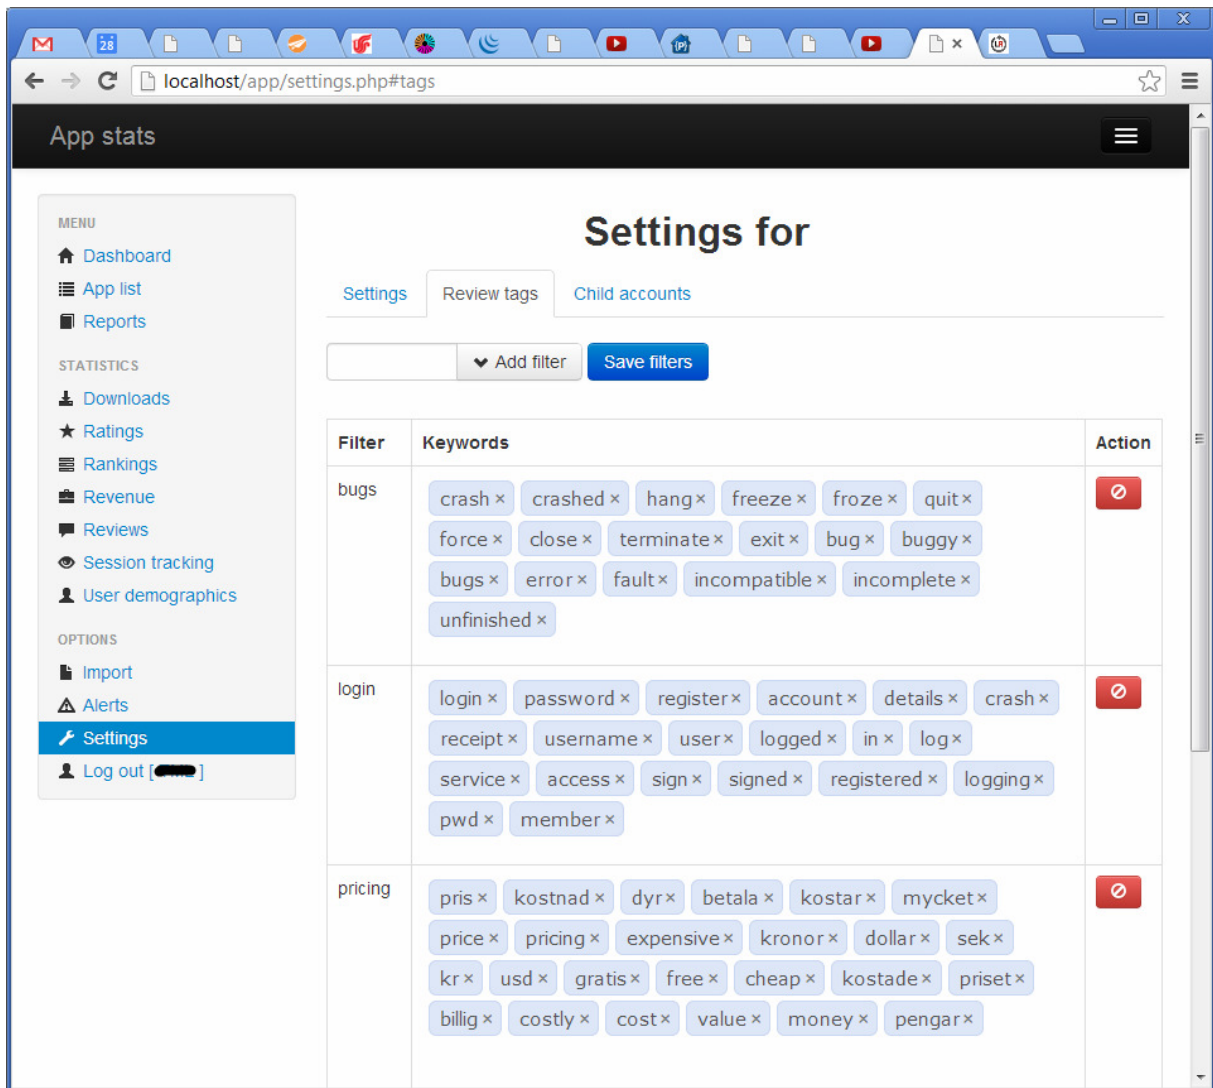 28
localhost/app/settings.php#tags
App stats
MENU
Dashboard
App list
Reports
STATISTICS
Downloads
Ratings
Rankings
Revenue
Reviews
Session tracking
User demographics
OPTIONS
Import
Alerts
Settings
Log out [ ]
Settings for
Settings Review tags Child accounts
Add filter Save filters
Filter Keywords Action
bugs
crash × crashed × hang × freeze × froze × quit ×
force × close × terminate × exit × bug × buggy ×
bugs × error × fault × incompatible × incomplete ×
unfinished ×
login
login × password × register × account × details × crash ×
receipt × username × user × logged × in × log ×
service × access × sign × signed × registered × logging ×
pwd × member ×
pricing
pris × kostnad × dyr × betala × kostar × mycket ×
price × pricing × expensive × kronor × dollar × sek ×
kr × usd × gratis × free × cheap × kostade × priset ×
billig × costly × cost × value × money × pengar ×